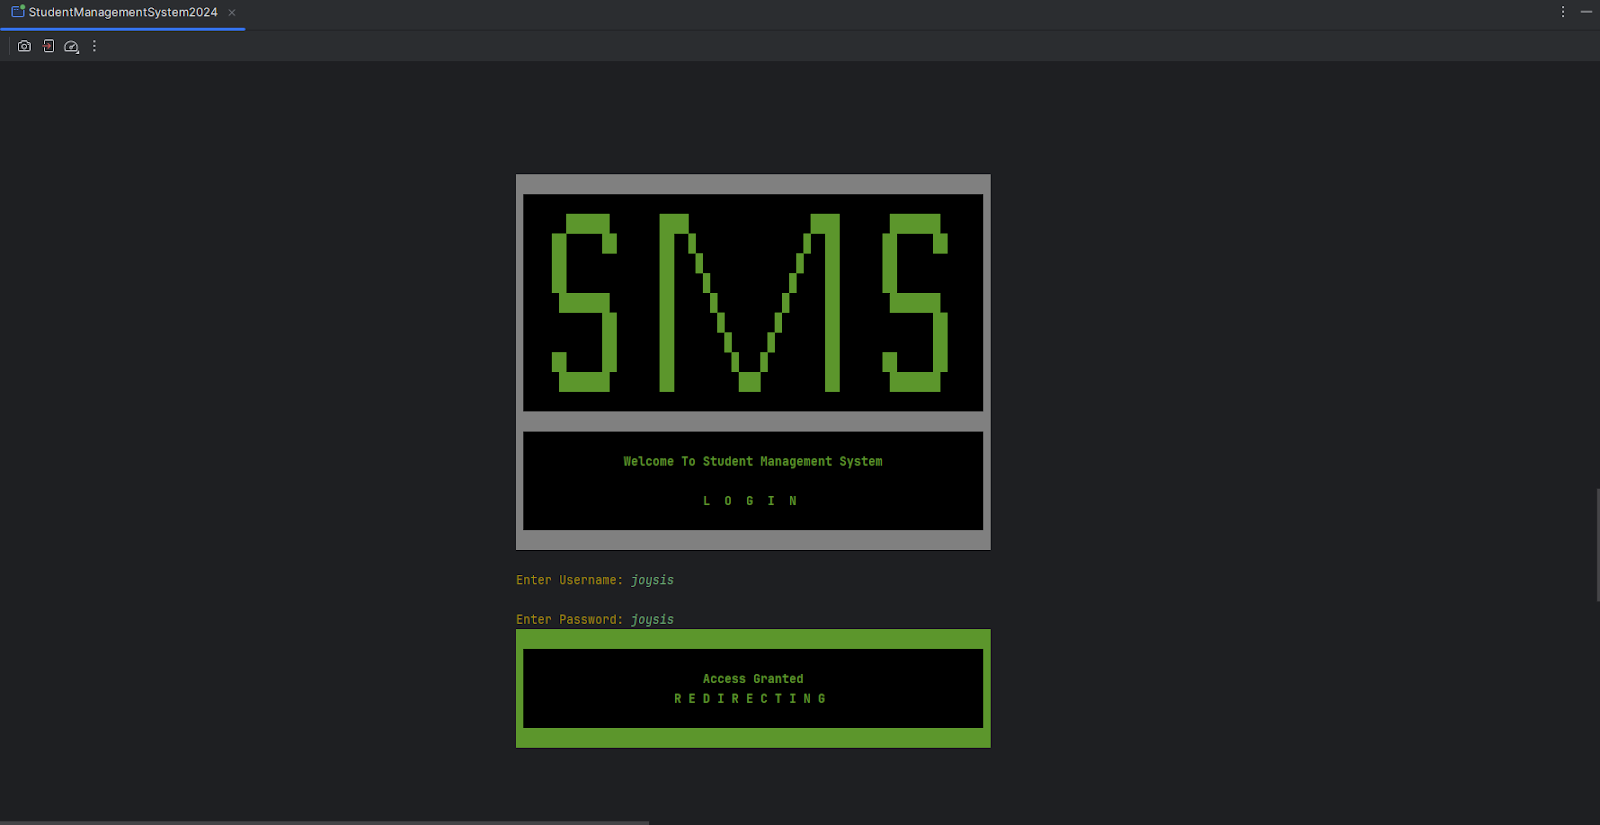 StudentManagementSystem2024
SMS
Welcome To Student Management System
L O G I N
Enter Username: joysis
Enter Password: joysis
Access Granted
R E D I R E C T I N G